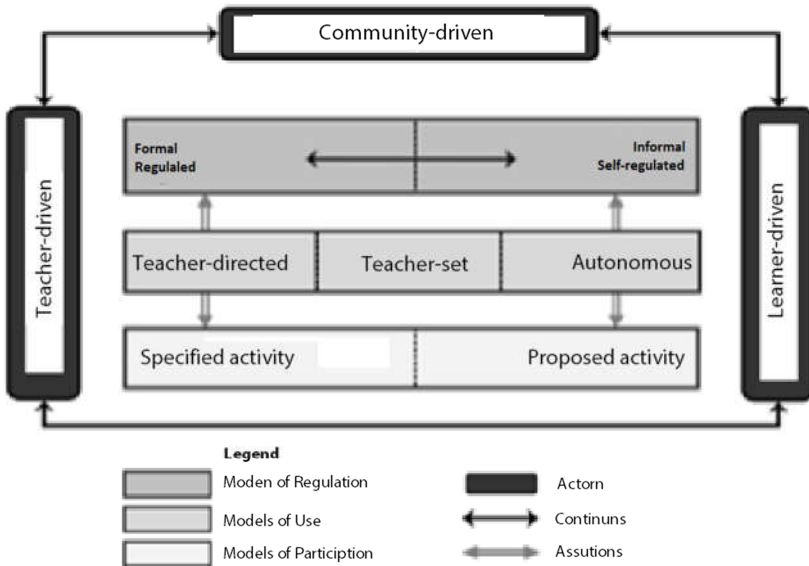 Community-driven
Teacher-driven
Learner-driven
Formal
Regulaled
Informal
Self-regulated
Teacher-directed
Teacher-set
Autonomous
Specified activity
Proposed activity
Legend
Moden of Regulation
Models of Use
Models of Particiption
Actorn
Continuns
Assutions